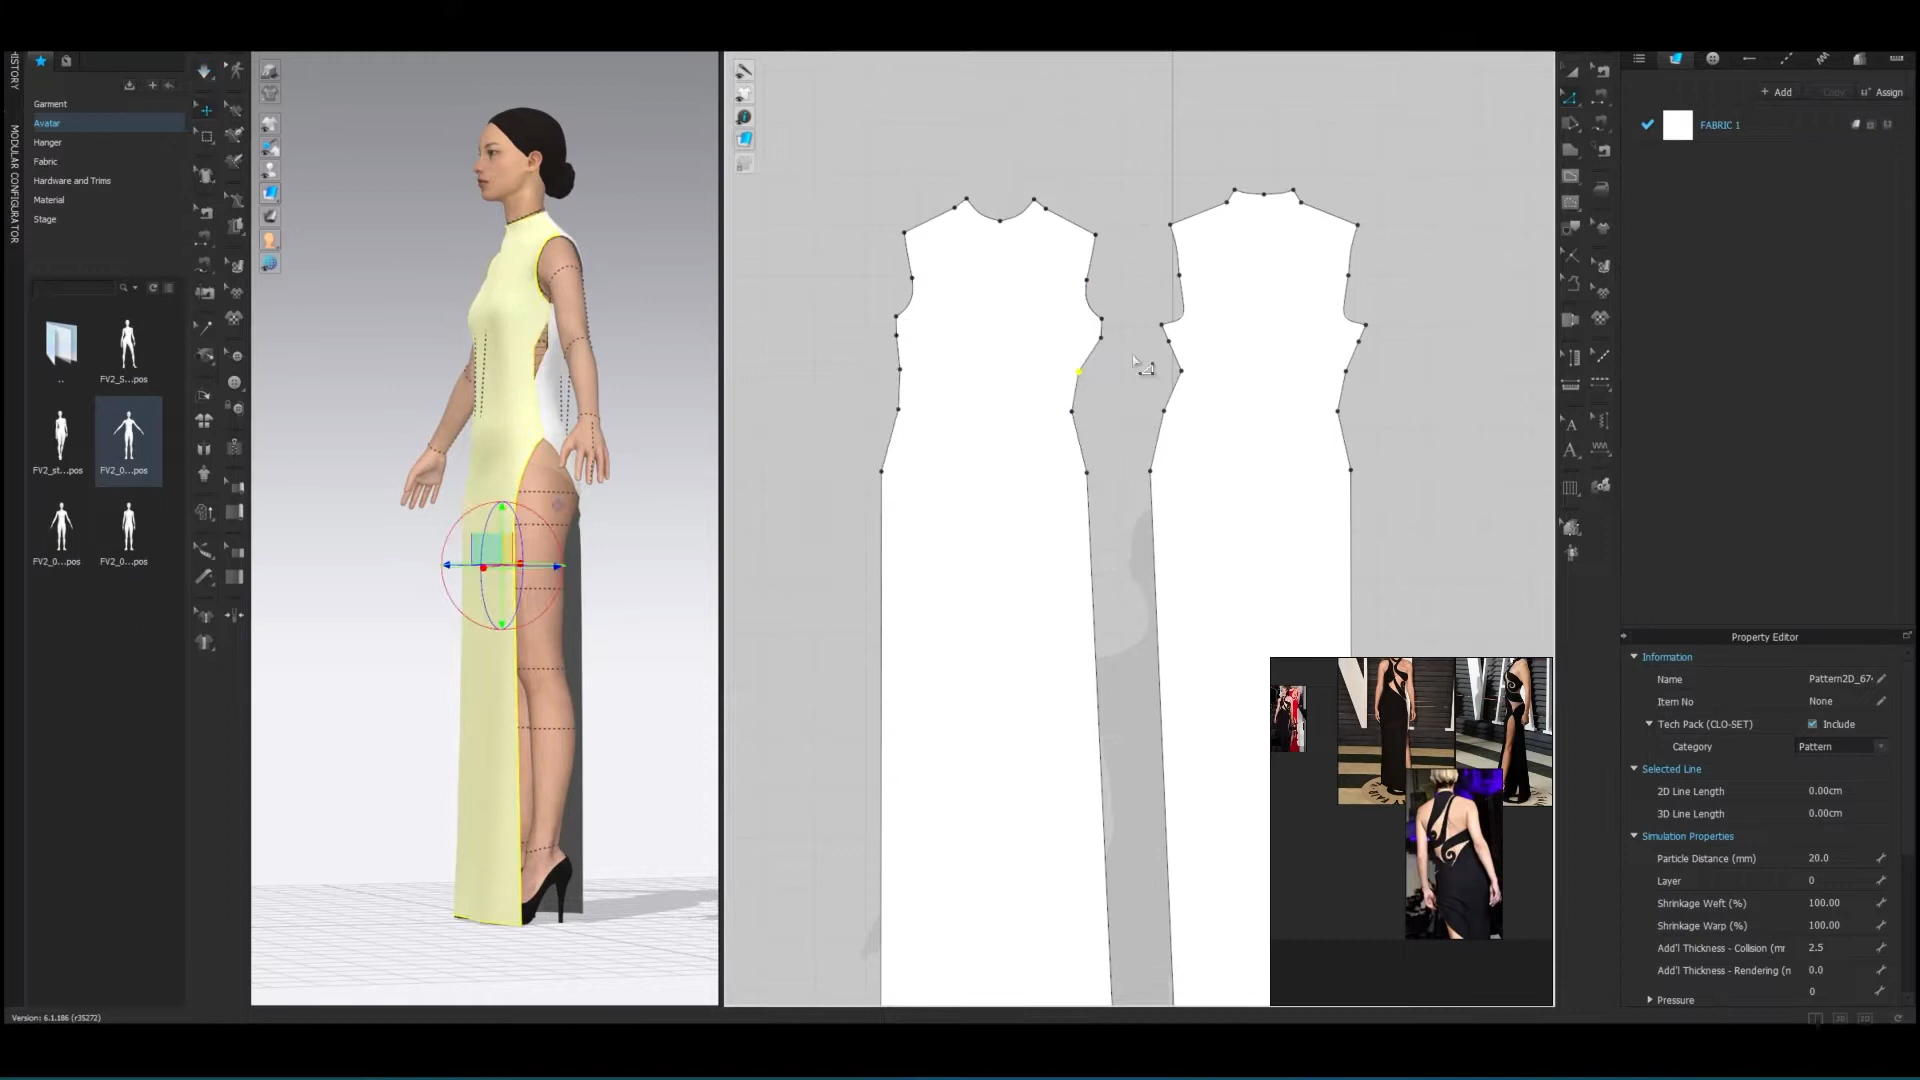 HISTORY
MODULAR CONFIGURATOR
Garment
Avatar
Hanger
Fabric
Hardware and Trims
Material
Stage
..
FV2_S...pos
FV2_st...pos
FV2_0...pos
FV2_0...pos
FV2_0...pos
Version: 6.1.186 (r35272)
+ Add
Copy
Assign
FABRIC 1
Property Editor
Information
Name
Pattern2D_674
Item No
None
Tech Pack (CLO-SET)
Include
Category
Pattern
Selected Line
2D Line Length
0.00cm
3D Line Length
0.00cm
Simulation Properties
Particle Distance (mm)
20.0
Layer
0
Shrinkage Weft (%)
100.00
Shrinkage Warp (%)
100.00
Add'l Thickness - Collision (mr
2.5
Add'l Thickness - Rendering (n
0.0
Pressure
0
3D
2D